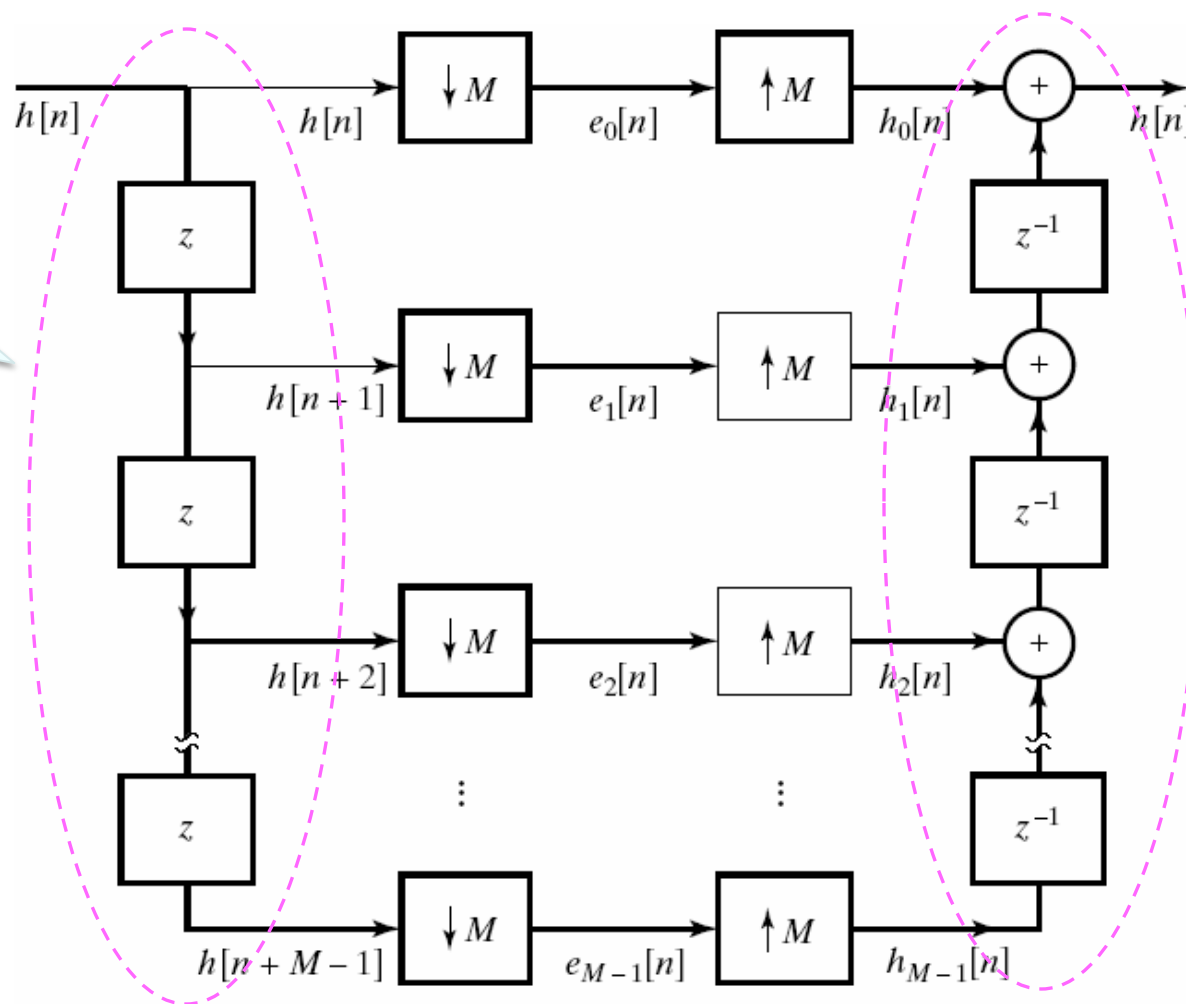 ↓ M
↑ M
+
h[n]
h[n]
e₀[n]
h₀[n]
h[n]
z
z⁻¹
↓ M
↑ M
+
h[n + 1]
e₁[n]
h₁[n]
z
z⁻¹
↓ M
↑ M
+
h[n + 2]
e₂[n]
h₂[n]
⋮
⋮
z
z⁻¹
↓ M
↑ M
h[n + M − 1]
e_{M − 1}[n]
h_{M − 1}[n]